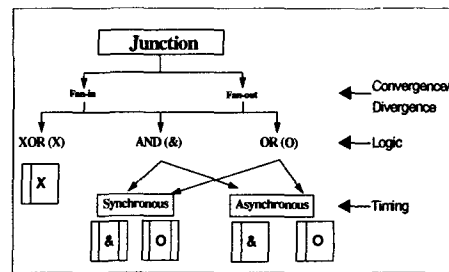 Junction
Fan-in Fan-out
Convergence/
Divergence
XOR (X) AND (&) OR (O) Logic
X
Synchronous Asynchronous Timing
& O & O